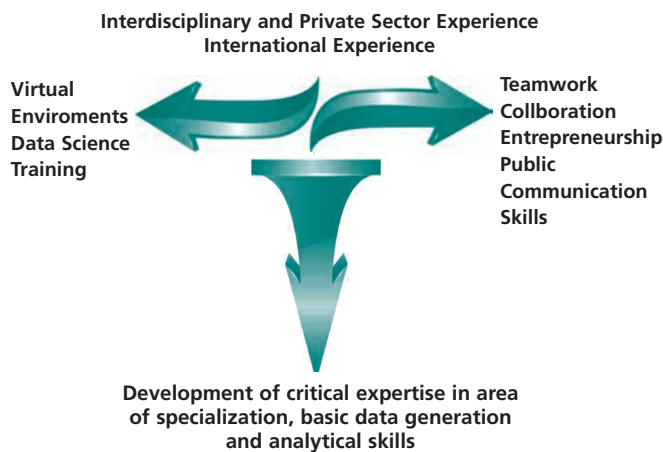 Interdisciplinary and Private Sector Experience
International Experience
Virtual
Enviroments
Data Science
Training
Teamwork
Collboration
Entrepreneurship
Public
Communication
Skills
Development of critical expertise in area
of specialization, basic data generation
and analytical skills